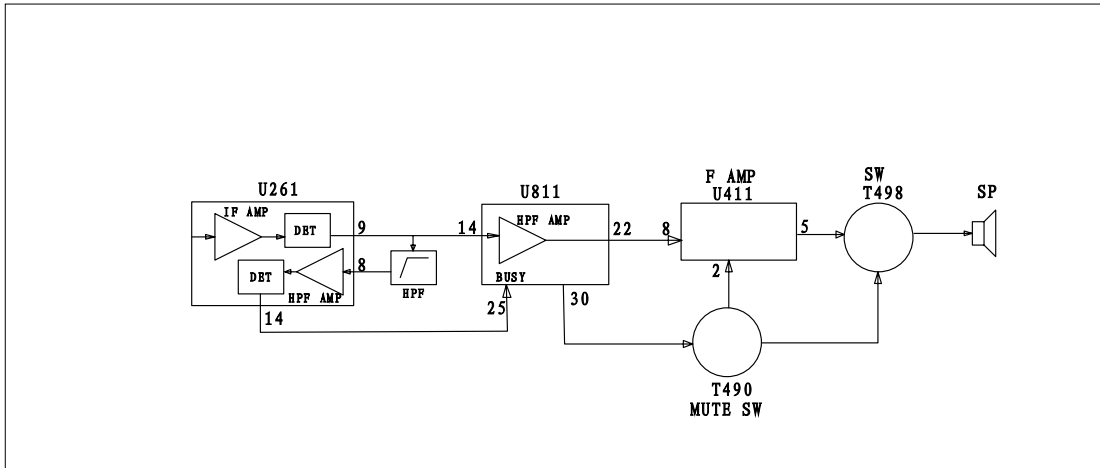 U261
IF AMP
DET
9
8
DET
HPF AMP
14
HPF
U811
14
HPF AMP
22
BUSY
25
30
F AMP
U411
8
5
2
SW
T498
SP
T490
MUTE SW